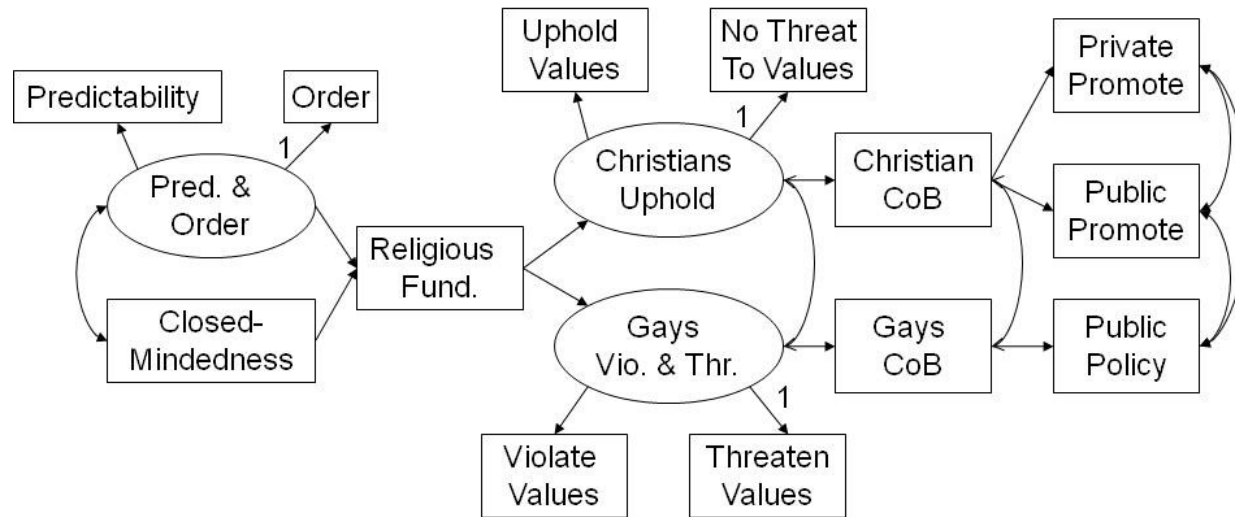 Uphold
Values
No Threat
To Values
Private
Promote
Predictability
Order
1
1
Pred. &
Order
Christians
Uphold
Christian
CoB
Public
Promote
Religious
Fund.
Closed-
Mindedness
Gays
Vio. & Thr.
Gays
CoB
Public
Policy
1
Violate
Values
Threaten
Values